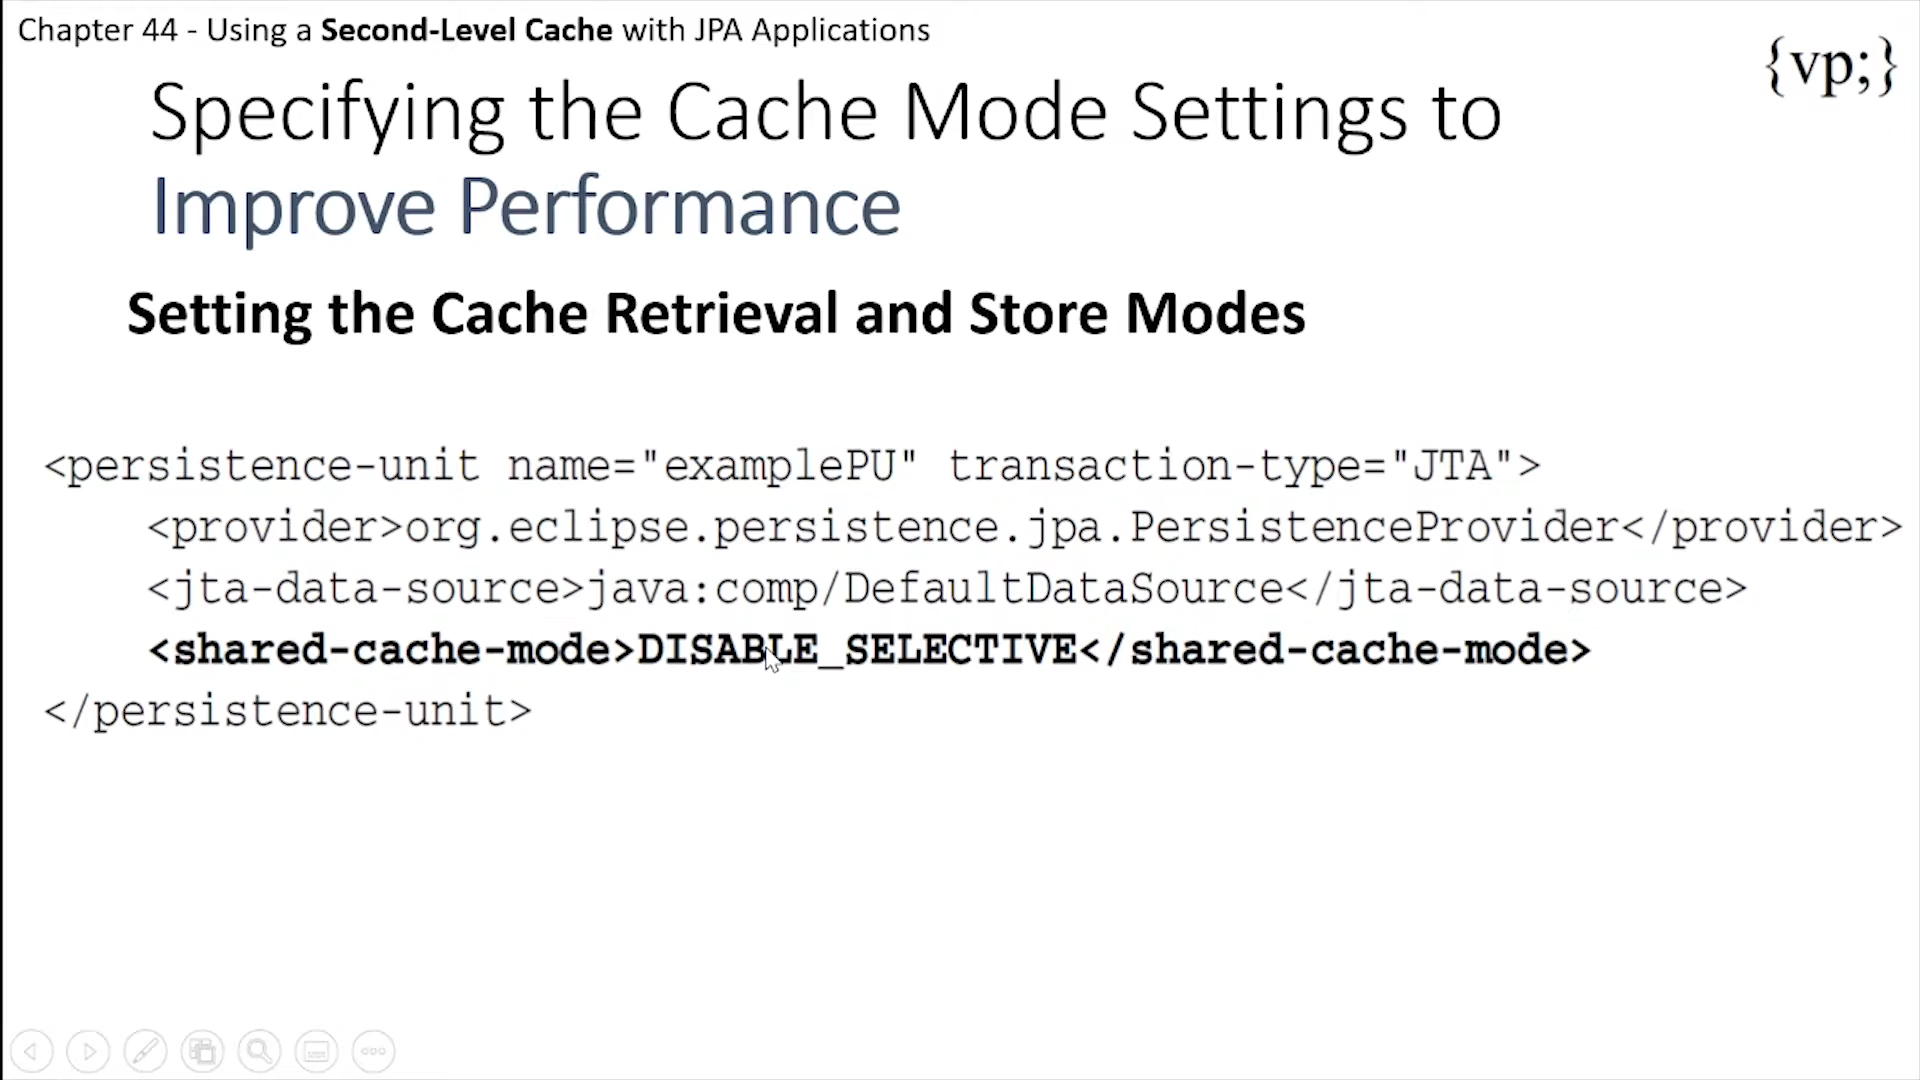 Chapter 44 - Using a Second-Level Cache with JPA Applications
{vp;}
Specifying the Cache Mode Settings to
Improve Performance
Setting the Cache Retrieval and Store Modes
<persistence-unit name="examplePU" transaction-type="JTA">
<provider>org.eclipse.persistence.jpa.PersistenceProvider</provider>
<jta-data-source>java:comp/DefaultDataSource</jta-data-source>
<shared-cache-mode>DISABLE_SELECTIVE</shared-cache-mode>
</persistence-unit>